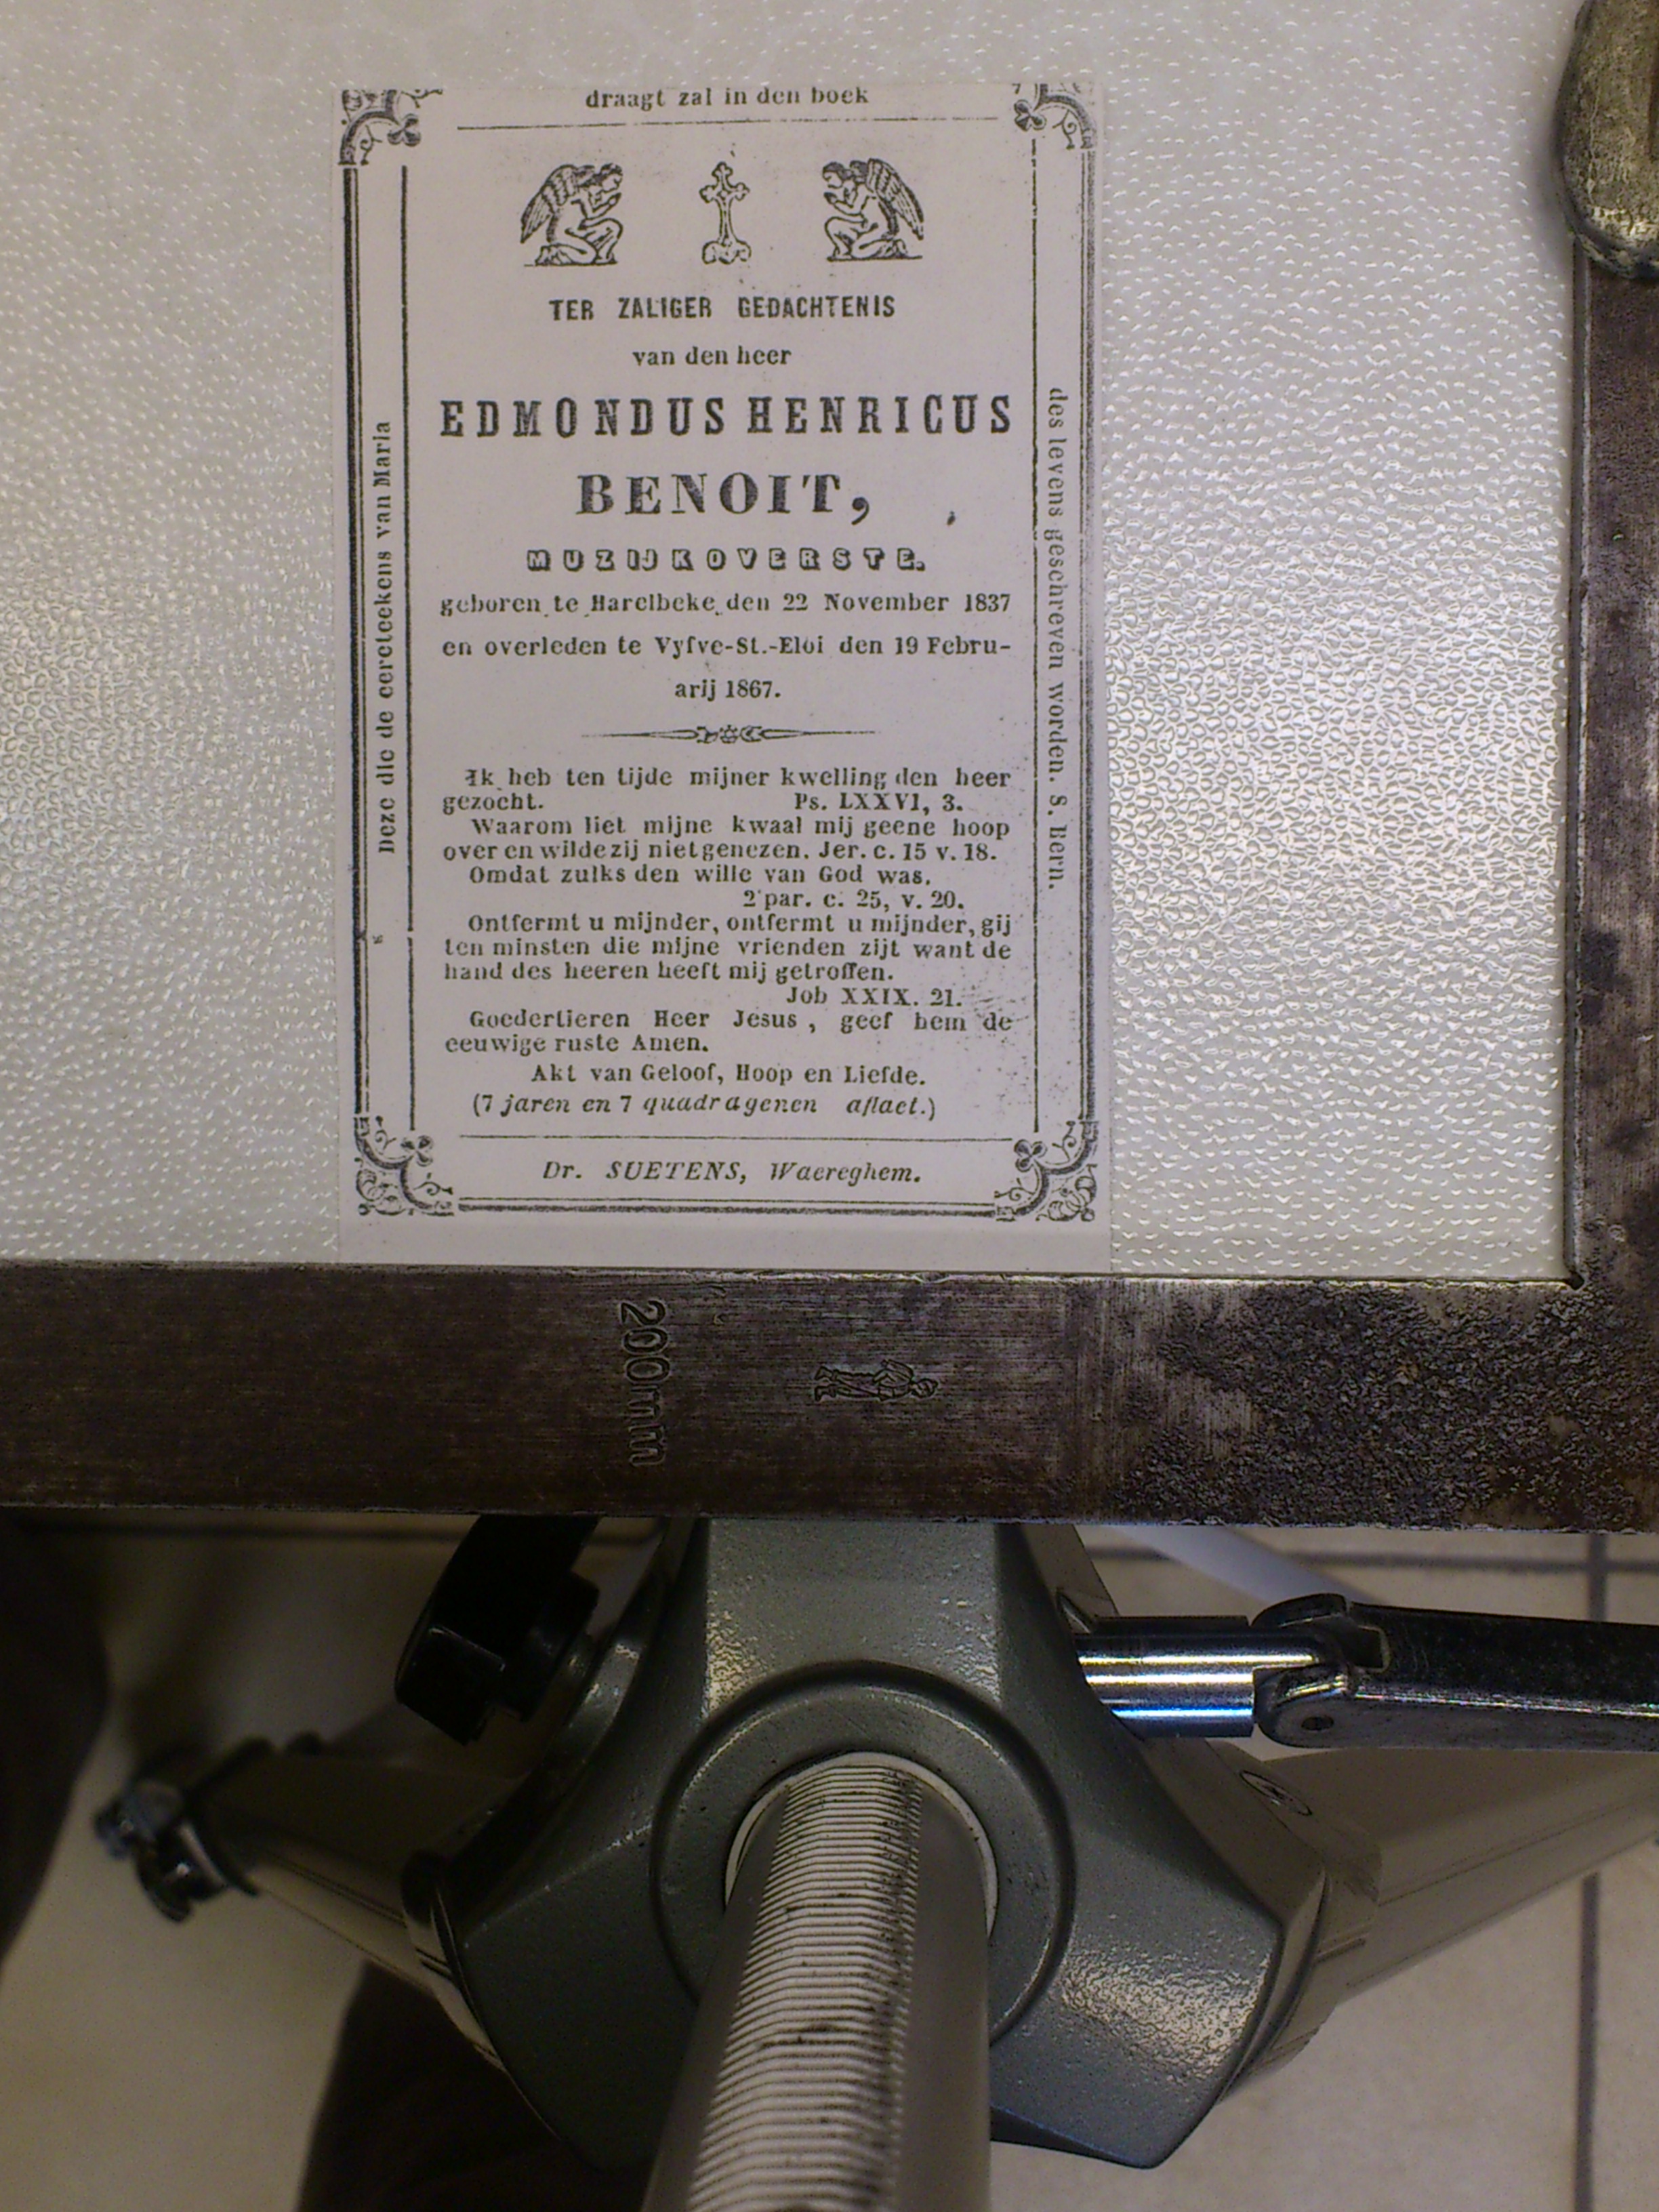 Deze die de eereteekens van Maria
draagt zal in den boek
des levens geschreven worden. S. Bern.
TER ZALIGER GEDACHTENIS
van den heer
EDMONDUS HENRICUS
BENOIT,
MUZIJKOVERSTE.
geboren te Harelbeke den 22 November 1837
en overleden te Vyfve-St.-Eloi den 19 Febru-
arij 1867.
Ik heb ten tijde mijner kwelling den heer
gezocht. Ps. LXXVI, 3.
Waarom liet mijne kwaal mij geene hoop
over en wilde zij niet genezen. Jer. c. 15 v. 18.
Omdat zulks den wille van God was.
2 par. c. 25, v. 20.
Ontfermt u mijnder, ontfermt u mijnder, gij
ten minsten die mijne vrienden zijt want de
hand des heeren heeft mij getroffen.
Job XXIX. 21.
Goedertieren Heer Jesus, geef hem de
eeuwige ruste Amen.
Akt van Geloof, Hoop en Liefde.
(7 jaren en 7 quadragenen aflaet.)
Dr. SUETENS, Waereghem.
200mm